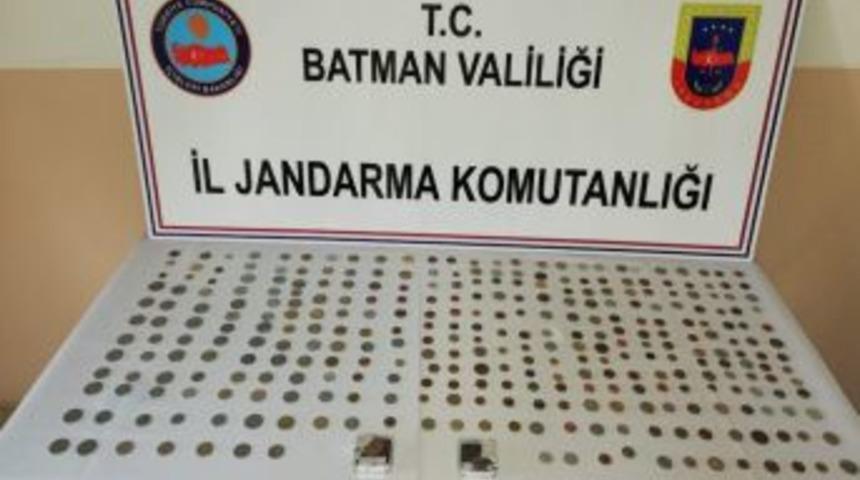 T.C.
BATMAN VALİLİĞİ
İL JANDARMA KOMUTANLIĞI